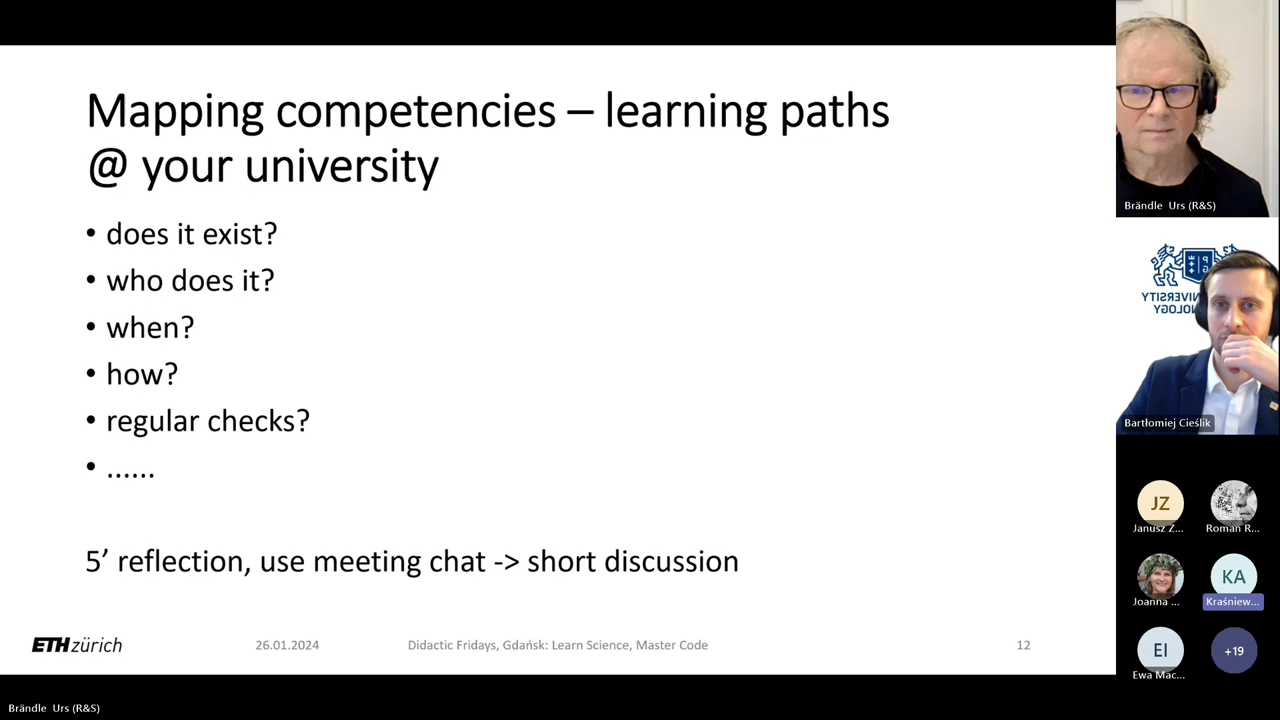 Mapping competencies – learning paths
@ your university
• does it exist?
• who does it?
• when?
• how?
• regular checks?
• ......
5’ reflection, use meeting chat -> short discussion
ETH zürich
26.01.2024
Didactic Fridays, Gdańsk: Learn Science, Master Code
12
Brändle Urs (R&S)
Bartłomiej Cieślik
JZ
Janusz Z...
Roman R...
Joanna ...
KA
Kraśniew...
EI
Ewa Mac...
+19
Brändle Urs (R&S)